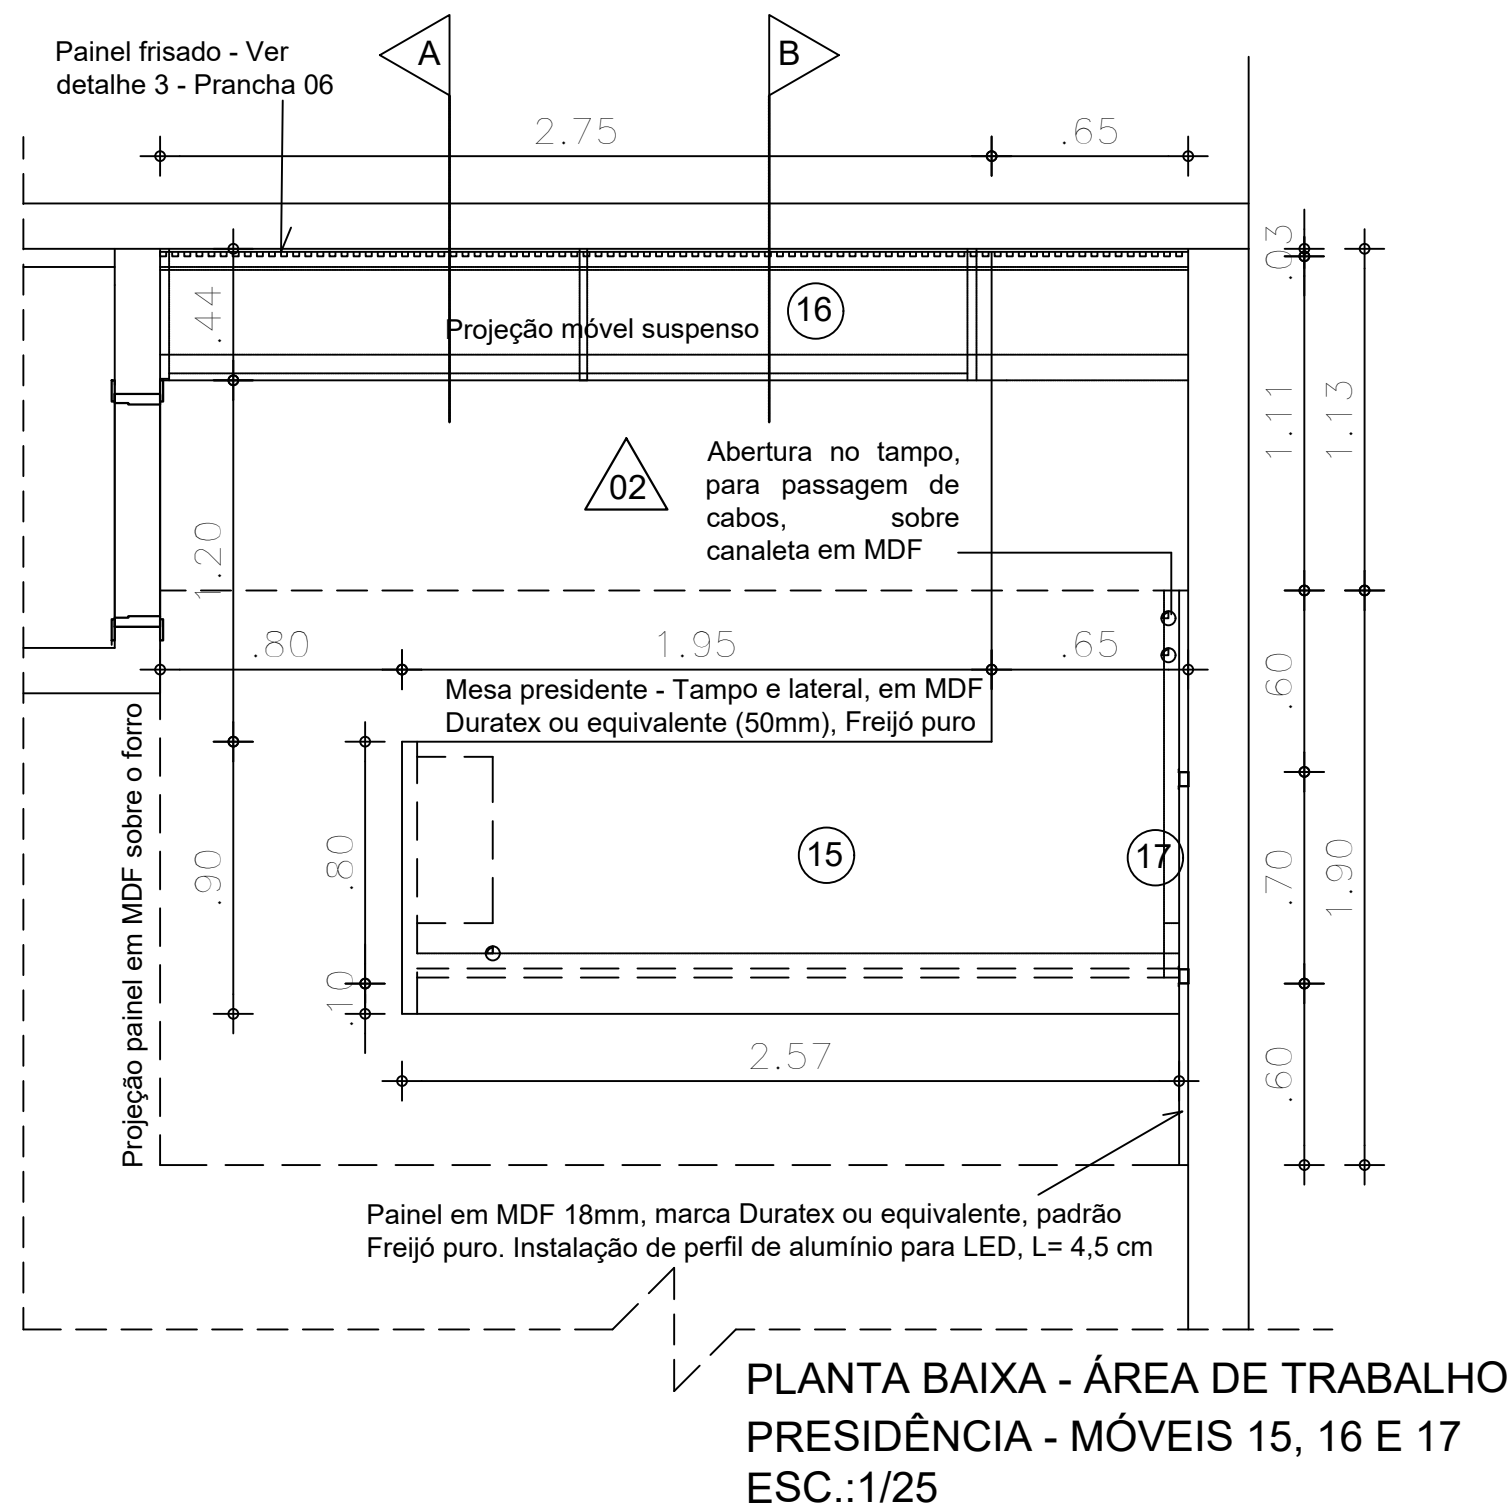 Painel frisado - Ver
detalhe 3 - Prancha 06
A
B
2.75
.65
.03
.44
Projeção móvel suspenso
16
1.11
1.13
02
Abertura no tampo,
para passagem de
cabos, sobre
canaleta em MDF
1.20
.80
1.95
.65
.60
Mesa presidente - Tampo e lateral, em MDF
Duratex ou equivalente (50mm), Freijó puro
Projeção painel em MDF sobre o forro
.90
.80
15
17
.70
1.90
.10
2.57
.60
Painel em MDF 18mm, marca Duratex ou equivalente, padrão
Freijó puro. Instalação de perfil de alumínio para LED, L= 4,5 cm
PLANTA BAIXA - ÁREA DE TRABALHO
PRESIDÊNCIA - MÓVEIS 15, 16 E 17
ESC.:1/25